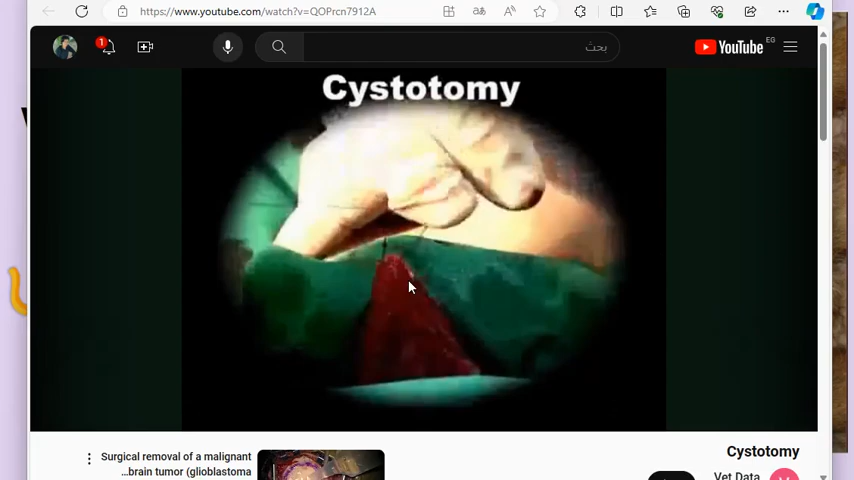 https://www.youtube.com/watch?v=QOPrcn7912A
1
بحث
YouTube EG
Cystotomy
Surgical removal of a malignant
...brain tumor (glioblastoma
Cystotomy
Vet Data